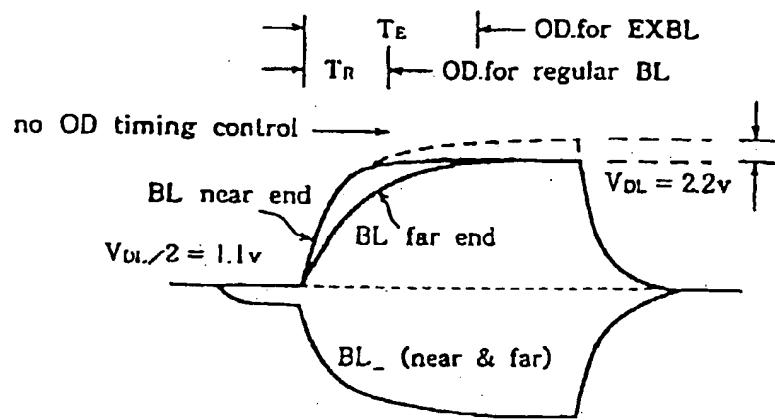 TE OD.for EXBL
TR OD.for regular BL
no OD timing control
VDL = 2.2v
BL near end
BL far end
VDL/2 = 1.1v
BL_ (near & far)